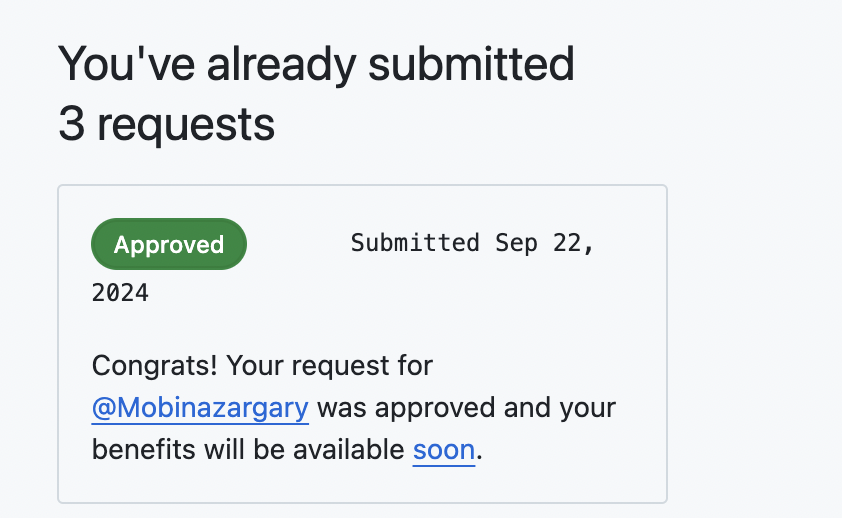 You've already submitted
3 requests
Approved Submitted Sep 22,
2024
Congrats! Your request for
@Mobinazargary was approved and your
benefits will be available soon.